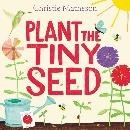 Christie Matheson
PLANT THE
TINY
SEED